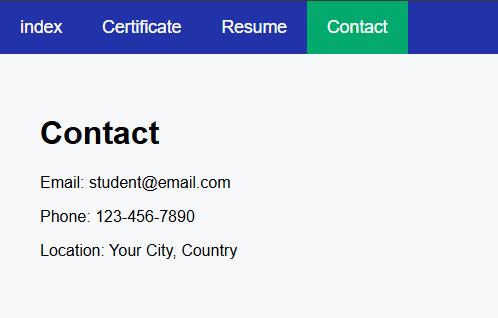 index Certificate Resume Contact
Contact
Email: student@email.com
Phone: 123-456-7890
Location: Your City, Country